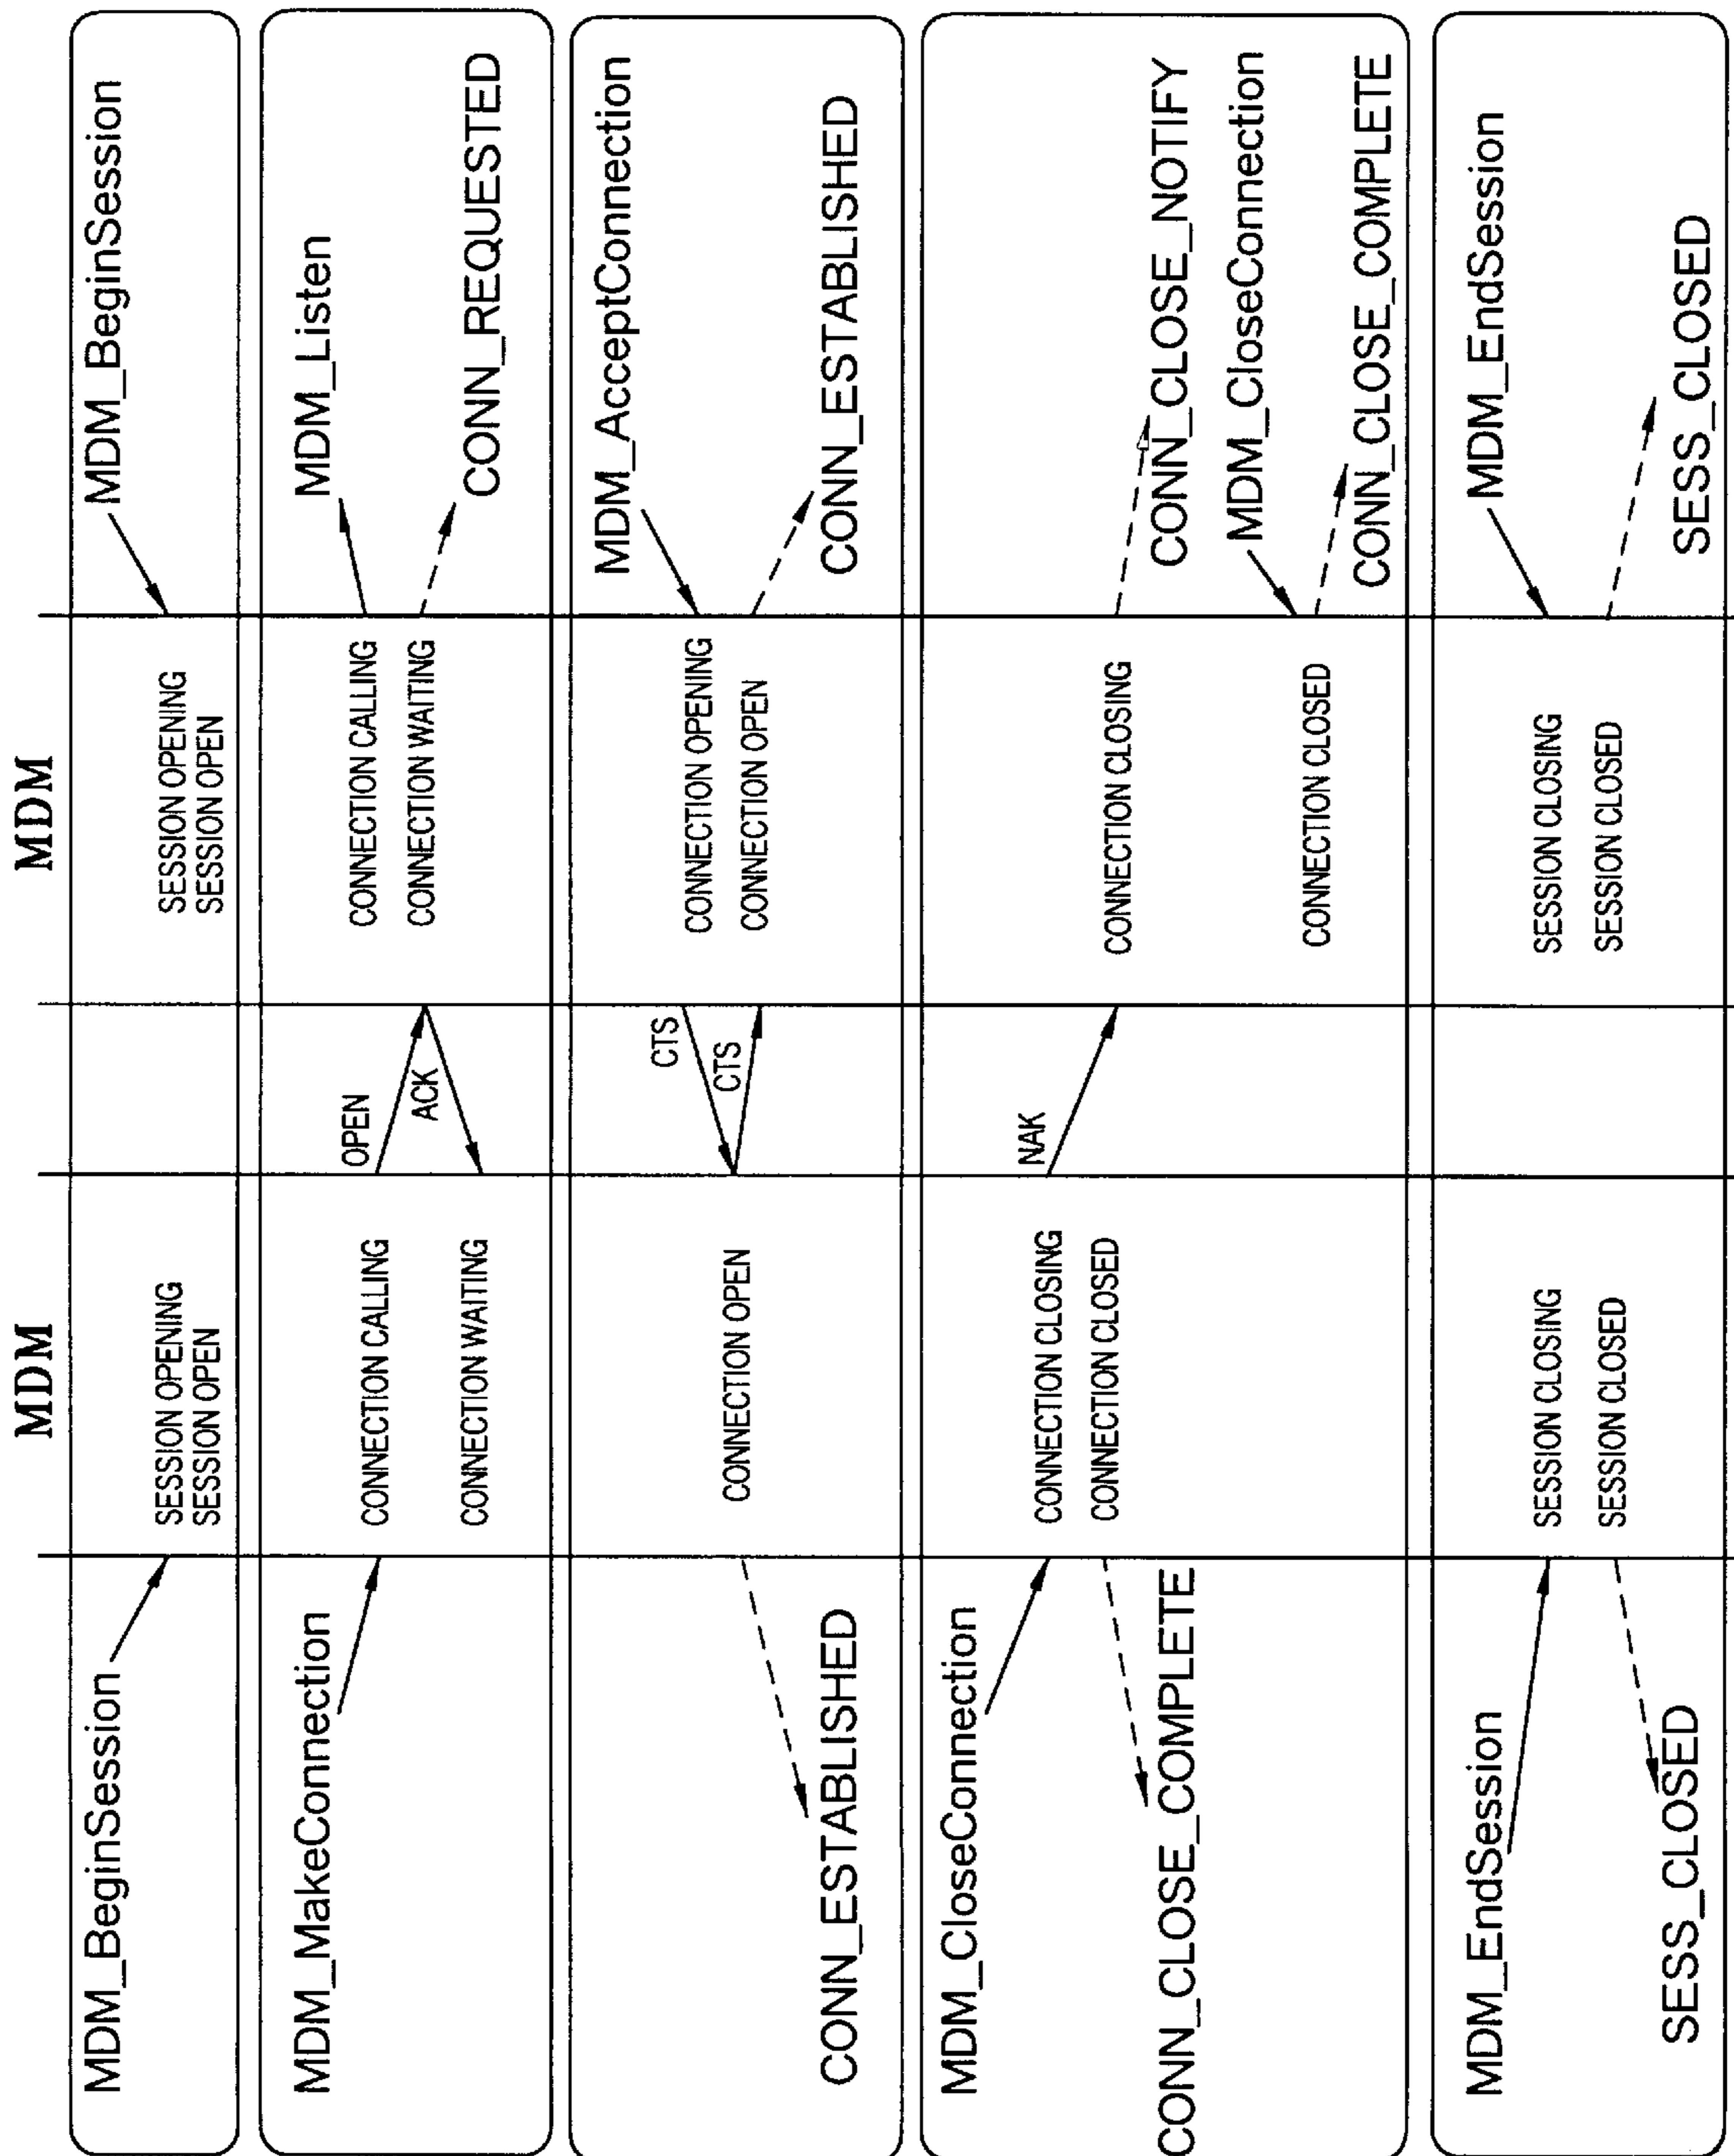 MDM MDM
MDM_BeginSession
SESSION OPENING
SESSION OPEN
SESSION OPENING
SESSION OPEN
MDM_BeginSession
MDM_MakeConnection
CONNECTION CALLING
CONNECTION WAITING
OPEN
ACK
CONNECTION CALLING
CONNECTION WAITING
MDM_Listen
CONN_REQUESTED
CONN_ESTABLISHED
CONNECTION OPEN
CTS
CTS
CONNECTION OPENING
CONNECTION OPEN
MDM_AcceptConnection
CONN_ESTABLISHED
MDM_CloseConnection
CONN_CLOSE_COMPLETE
CONNECTION CLOSING
CONNECTION CLOSED
NAK
CONNECTION CLOSING
CONNECTION CLOSED
CONN_CLOSE_NOTIFY
MDM_CloseConnection
CONN_CLOSE_COMPLETE
MDM_EndSession
SESS_CLOSED
SESSION CLOSING
SESSION CLOSED
SESSION CLOSING
SESSION CLOSED
MDM_EndSession
SESS_CLOSED